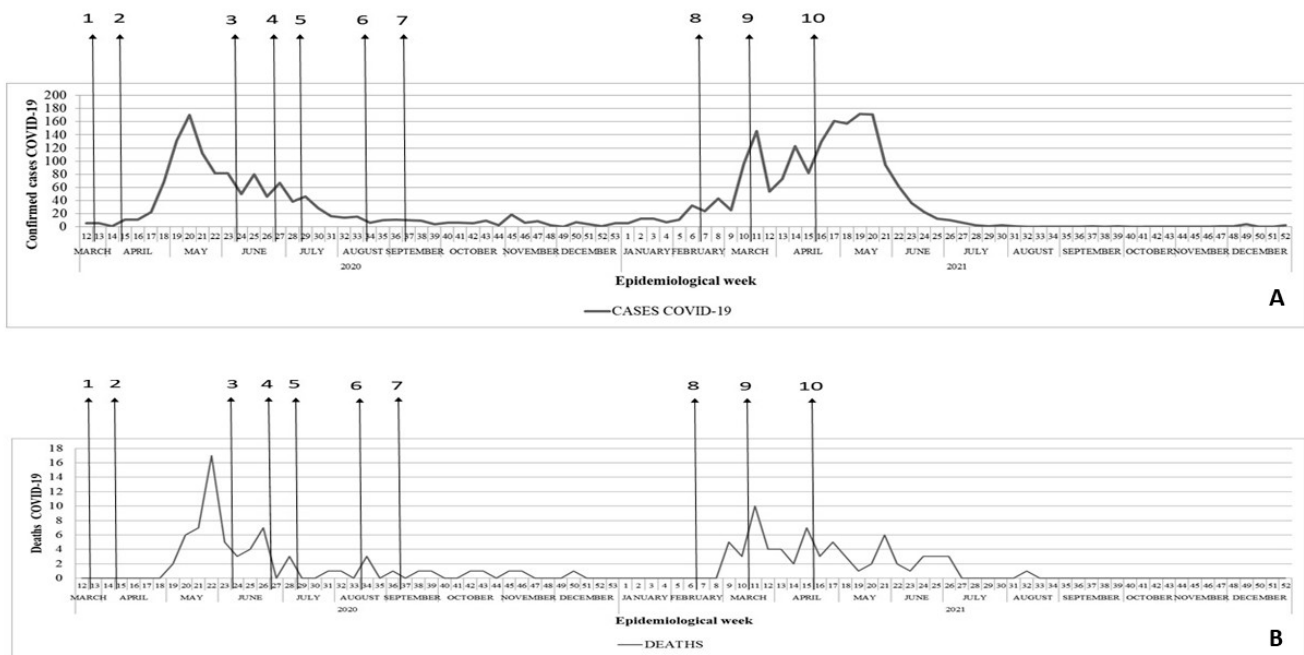 1 2 3 4 5 6 7 8 9 10
Confirmed cases COVID-19
200
180
160
140
120
100
80
60
40
20
0
12 13 14 15 16 17 18 19 20 21 22 23 24 25 26 27 28 29 30 31 32 33 34 35 36 37 38 39 40 41 42 43 44 45 46 47 48 49 50 51 52 53 1 2 3 4 5 6 7 8 9 10 11 12 13 14 15 16 17 18 19 20 21 22 23 24 25 26 27 28 29 30 31 32 33 34 35 36 37 38 39 40 41 42 43 44 45 46 47 48 49 50 51 52
MARCH APRIL MAY JUNE JULY AUGUST SEPTEMBER OCTOBER NOVEMBER DECEMBER JANUARY FEBRUARY MARCH APRIL MAY JUNE JULY AUGUST SEPTEMBER OCTOBER NOVEMBER DECEMBER
2020 2021
Epidemiological week
CASES COVID-19
A
1 2 3 4 5 6 7 8 9 10
Deaths COVID-19
18
16
14
12
10
8
6
4
2
0
12 13 14 15 16 17 18 19 20 21 22 23 24 25 26 27 28 29 30 31 32 33 34 35 36 37 38 39 40 41 42 43 44 45 46 47 48 49 50 51 52 53 1 2 3 4 5 6 7 8 9 10 11 12 13 14 15 16 17 18 19 20 21 22 23 24 25 26 27 28 29 30 31 32 33 34 35 36 37 38 39 40 41 42 43 44 45 46 47 48 49 50 51 52
MARCH APRIL MAY JUNE JULY AUGUST SEPTEMBER OCTOBER NOVEMBER DECEMBER JANUARY FEBRUARY MARCH APRIL MAY JUNE JULY AUGUST SEPTEMBER OCTOBER NOVEMBER DECEMBER
2020 2021
Epidemiological week
DEATHS
B